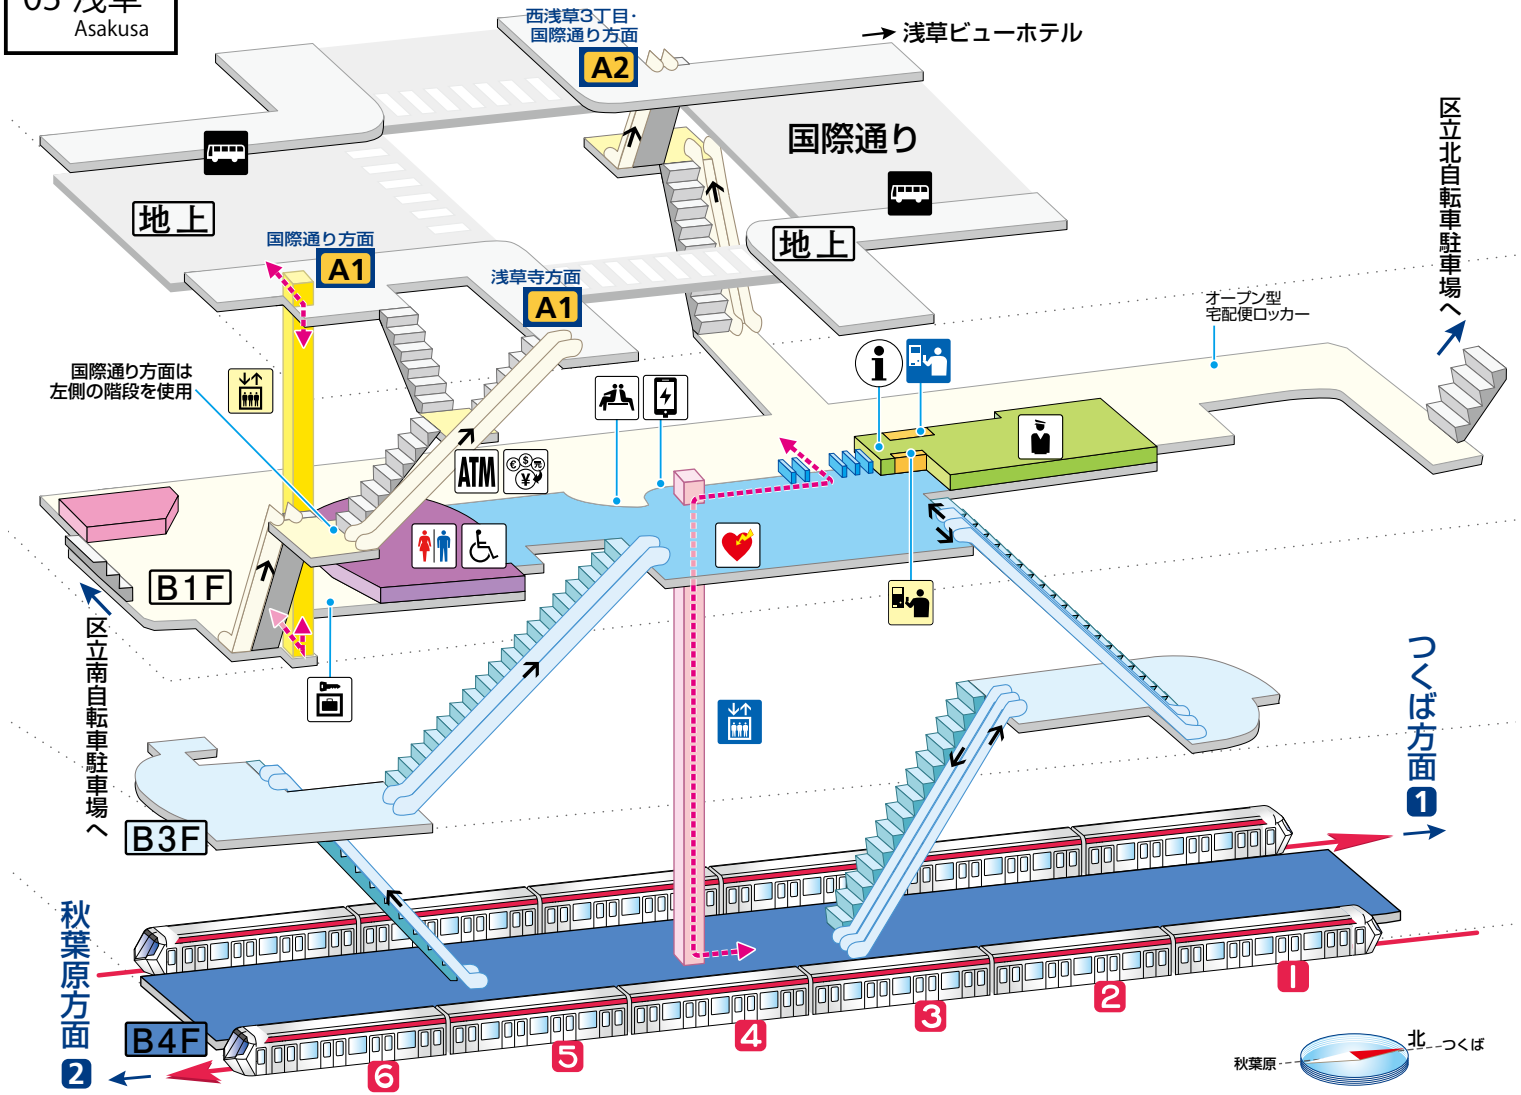 浅草
Asakusa
西浅草3丁目・
国際通り方面
A2
→ 浅草ビューホテル
国際通り
地上
地上
国際通り方面
A1
浅草寺方面
A1
区立北自転車駐車場へ
オープン型
宅配便ロッカー
国際通り方面は
左側の階段を使用
ATM
B1F
区立南自転車駐車場へ
つくば方面
1
B3F
秋葉原方面
2
B4F
6
5
4
3
2
1
北
つくば
秋葉原